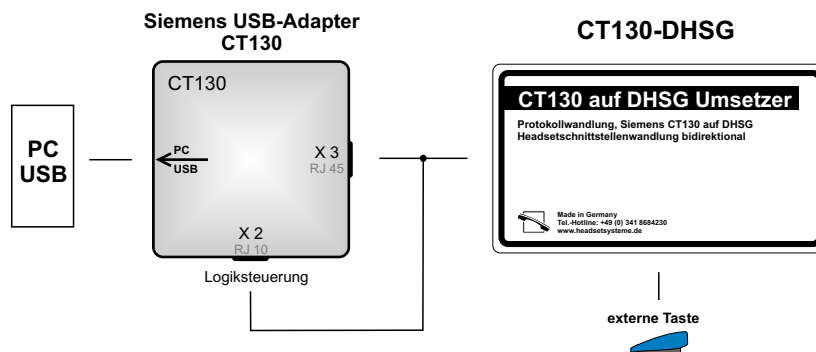 Siemens USB-Adapter
CT130
CT130-DHSG
CT130
PC
USB
PC
USB
X 3
RJ 45
X 2
RJ 10
Logiksteuerung
CT130 auf DHSG Umsetzer
Protokollwandlung, Siemens CT130 auf DHSG
Headsetschnittstellenwandlung bidirektional
Made in Germany
Tel.-Hotline: +49 (0) 341 8684230
www.headsetsysteme.de
externe Taste